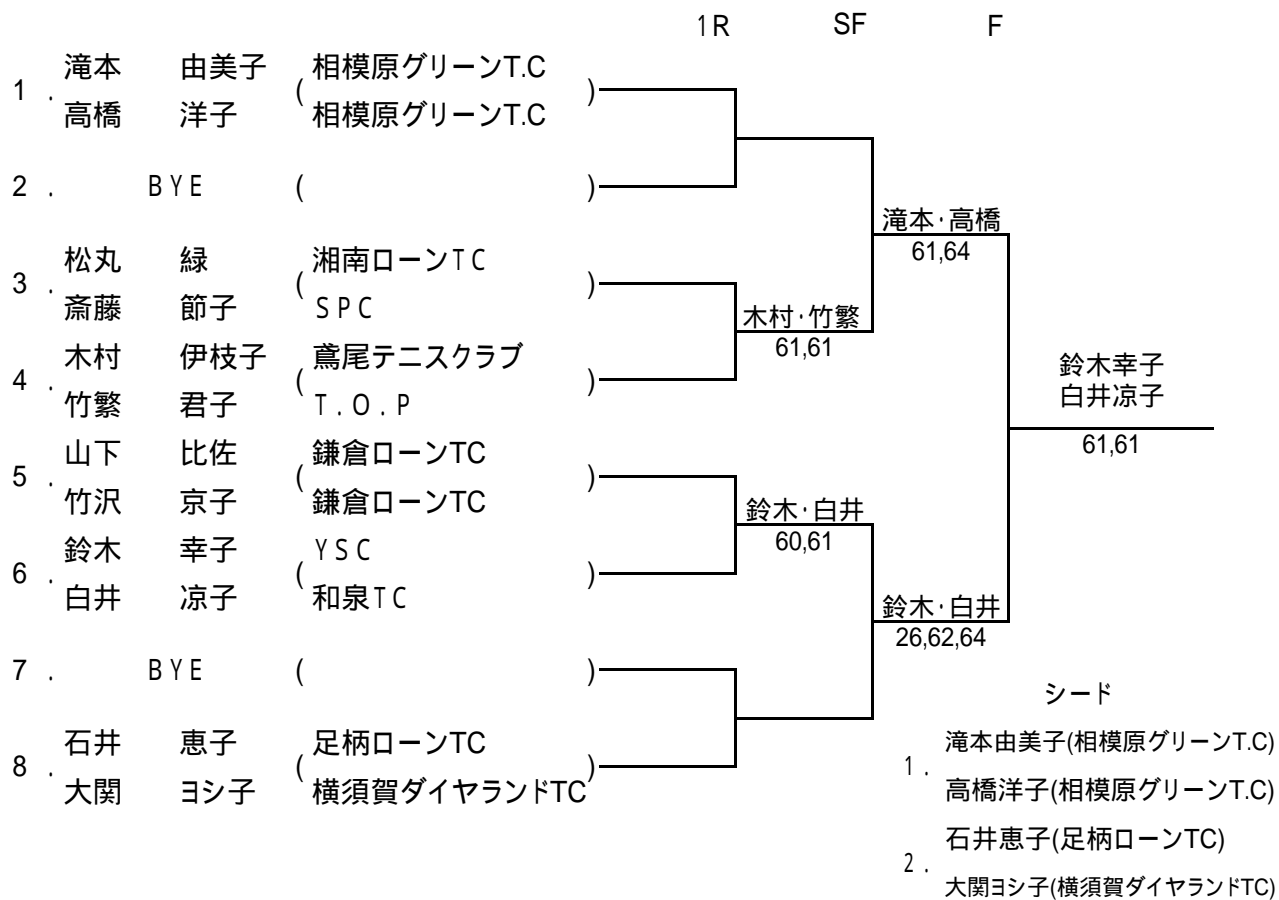 1R SF F
滝本 由美子 相模原グリーンT.C
1 . ( )
高橋 洋子 相模原グリーンT.C
2 . BYE ( )
滝本・高橋
61,64
松丸 緑 湘南ローンTC
3 . ( )
斎藤 節子 SPC
木村・竹繁
61,61
木村 伊枝子 鳶尾テニスクラブ
4 . ( )
竹繁 君子 T.O.P
鈴木幸子
白井凉子
61,61
山下 比佐 鎌倉ローンTC
5 . ( )
竹沢 京子 鎌倉ローンTC
鈴木・白井
60,61
鈴木 幸子 YSC
6 . ( )
白井 凉子 和泉TC
鈴木・白井
26,62,64
7 . BYE ( )
石井 恵子 足柄ローンTC
8 . ( )
大関 ヨシ子 横須賀ダイヤランドTC
シード
滝本由美子(相模原グリーンT.C)
1.
高橋洋子(相模原グリーンT.C)
石井恵子(足柄ローンTC)
2.
大関ヨシ子(横須賀ダイヤランドTC)